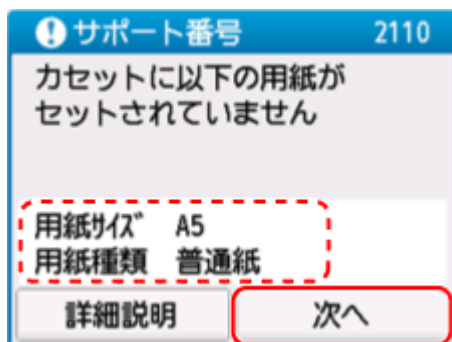 サポート番号 2110
カセットに以下の用紙が
セットされていません
用紙サイズ A5
用紙種類 普通紙
詳細説明 次へ